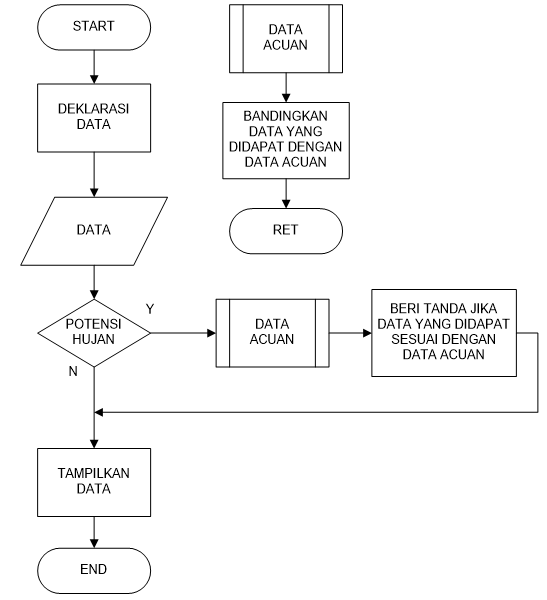 START
DEKLARASI
DATA
DATA
POTENSI
HUJAN
Y
N
DATA
ACUAN
BERI TANDA JIKA
DATA YANG DIDAPAT
SESUAI DENGAN
DATA ACUAN
TAMPILKAN
DATA
END
DATA
ACUAN
BANDINGKAN
DATA YANG
DIDAPAT DENGAN
DATA ACUAN
RET